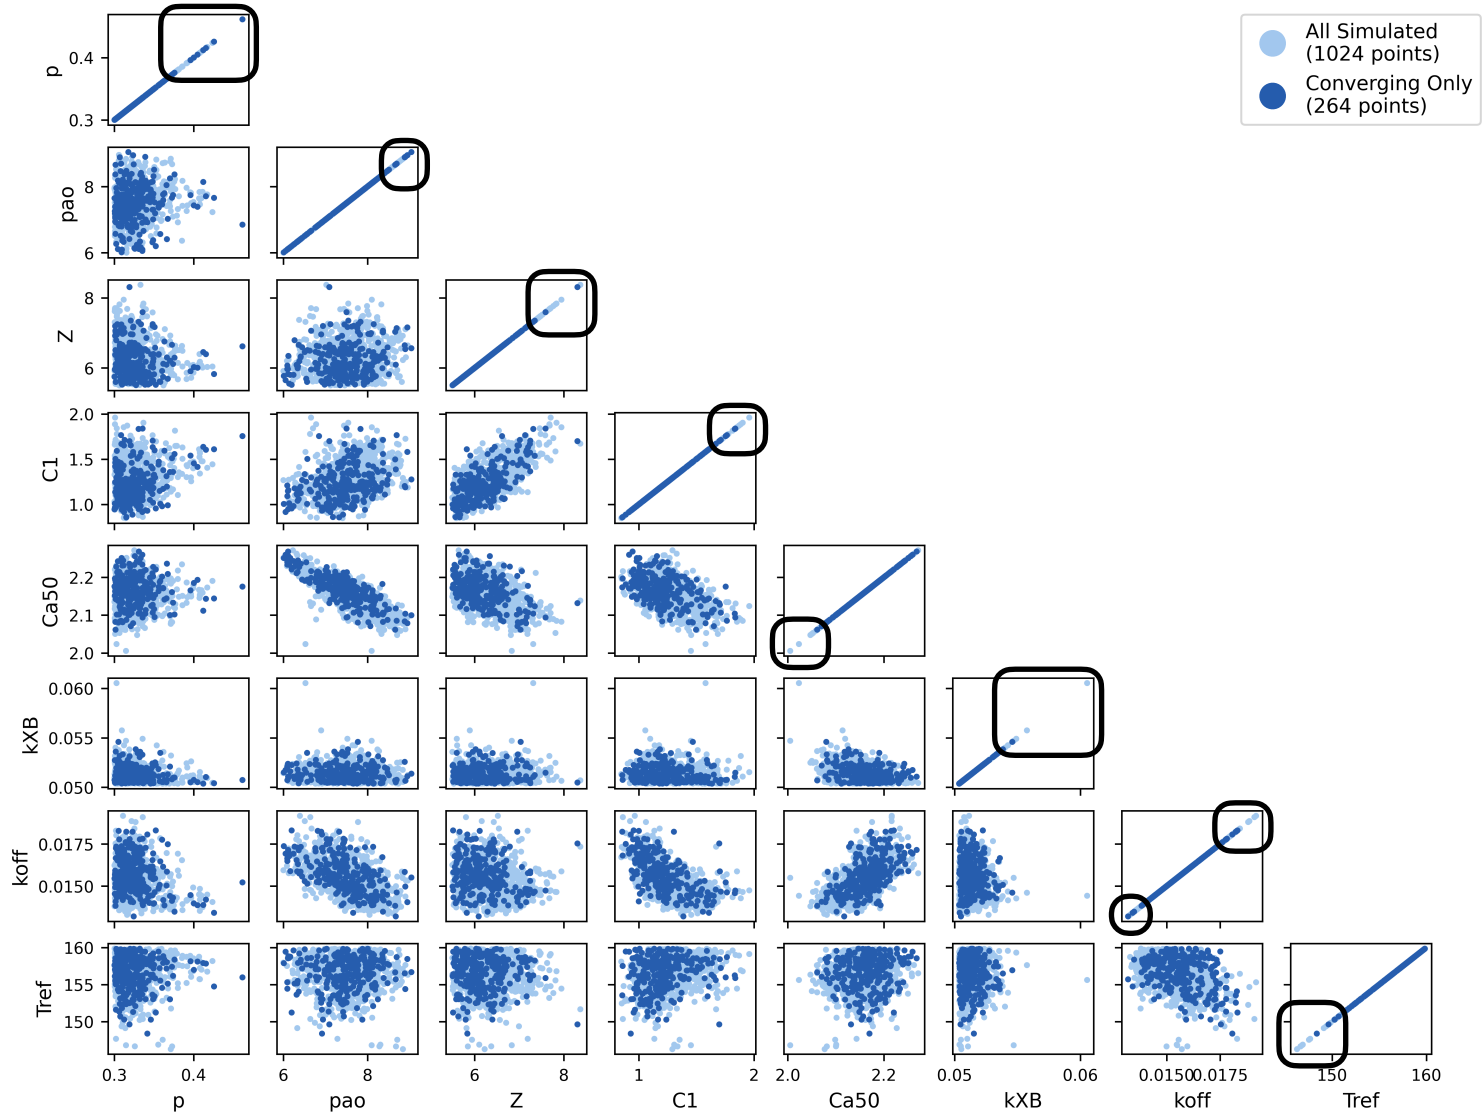 All Simulated
(1024 points)
Converging Only
(264 points)
p
0.4
0.3
pao
8
6
Z
8
6
C1
2.0
1.5
1.0
Ca50
2.2
2.1
2.0
kXB
0.060
0.055
0.050
koff
0.0175
0.0150
Tref
160
155
150
0.3 0.4 6 8 6 8 1 2 2.0 2.2 0.05 0.06 0.0150 0.0175 150 160
p pao Z C1 Ca50 kXB koff Tref